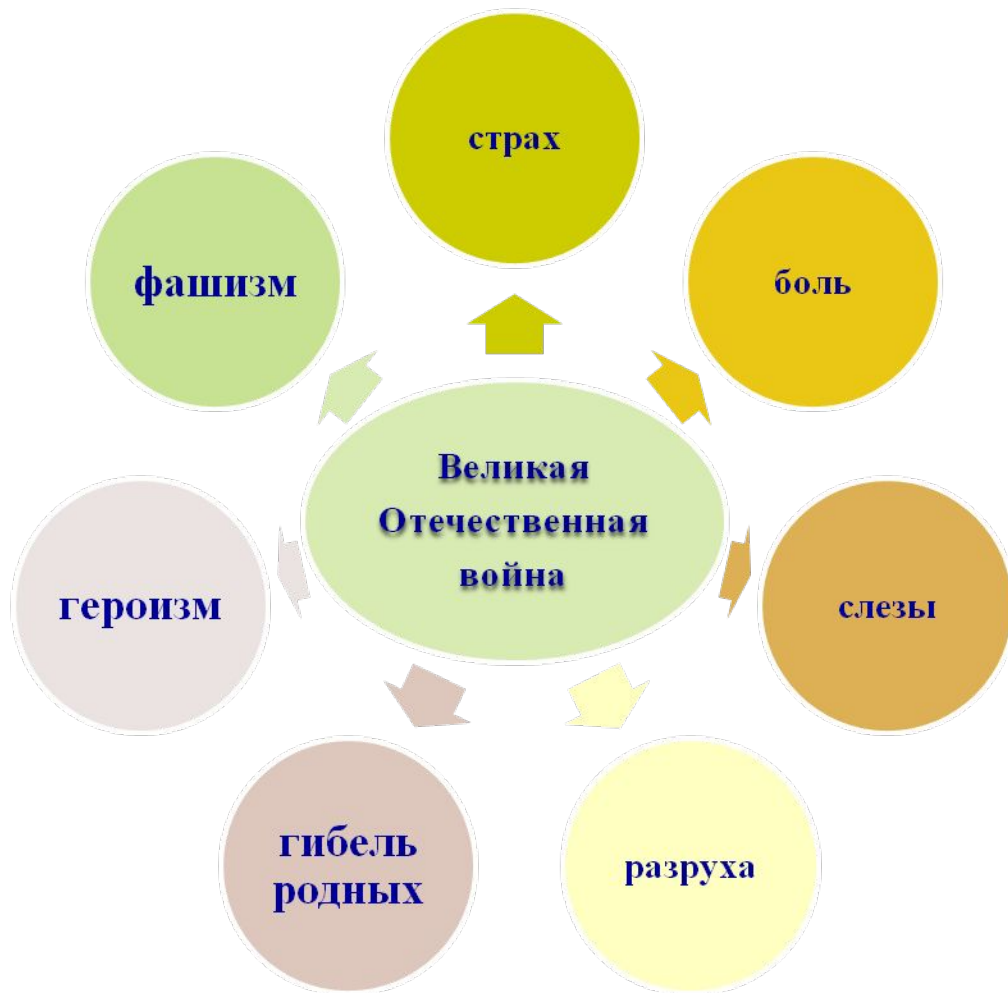 страх
фашизм
боль
Великая
Отечественная
война
героизм
слезы
гибель
родных
разруха